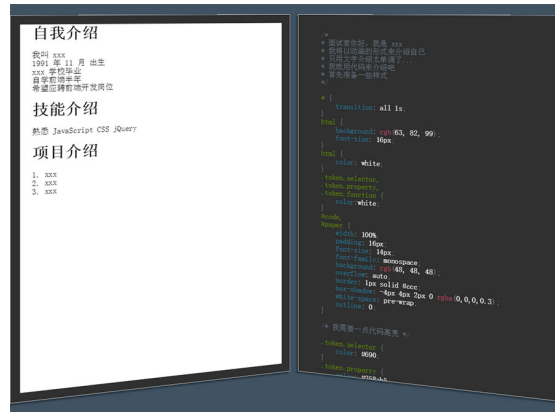 自我介绍
我叫 xxx
1991 年 11 月 出生
xxx 学校毕业
自学前端半年
希望应聘前端开发岗位
技能介绍
熟悉 JavaScript CSS jQuery
项目介绍
1. xxx
2. xxx
3. xxx
/*
* 面试官你好,我是 xxx
* 我将以动画的形式来介绍自己
* 只用文字介绍太单调了...
* 我就用代码来介绍吧
* 首先准备一些样式
*/
* {
transition: all 1s;
}
html {
background: rgb(63, 82, 99);
font-size: 16px;
}
html {
color: white;
}
.token.selector,
.token.property,
.token.function {
color:white;
}
#code,
#paper {
width: 100%
padding: 16px;
font-size: 14px;
font-family: monospace;
background: rgb(48, 48, 48);
overflow: auto;
border: 1px solid #ccc;
box-shadow: -4px 4px 2px 0 rgba(0,0,0,0.3);
white-space: pre-wrap;
outline: 0;
}
/* 我需要一点代码高亮 */
.token.selector {
color: #690;
}
.token.property {